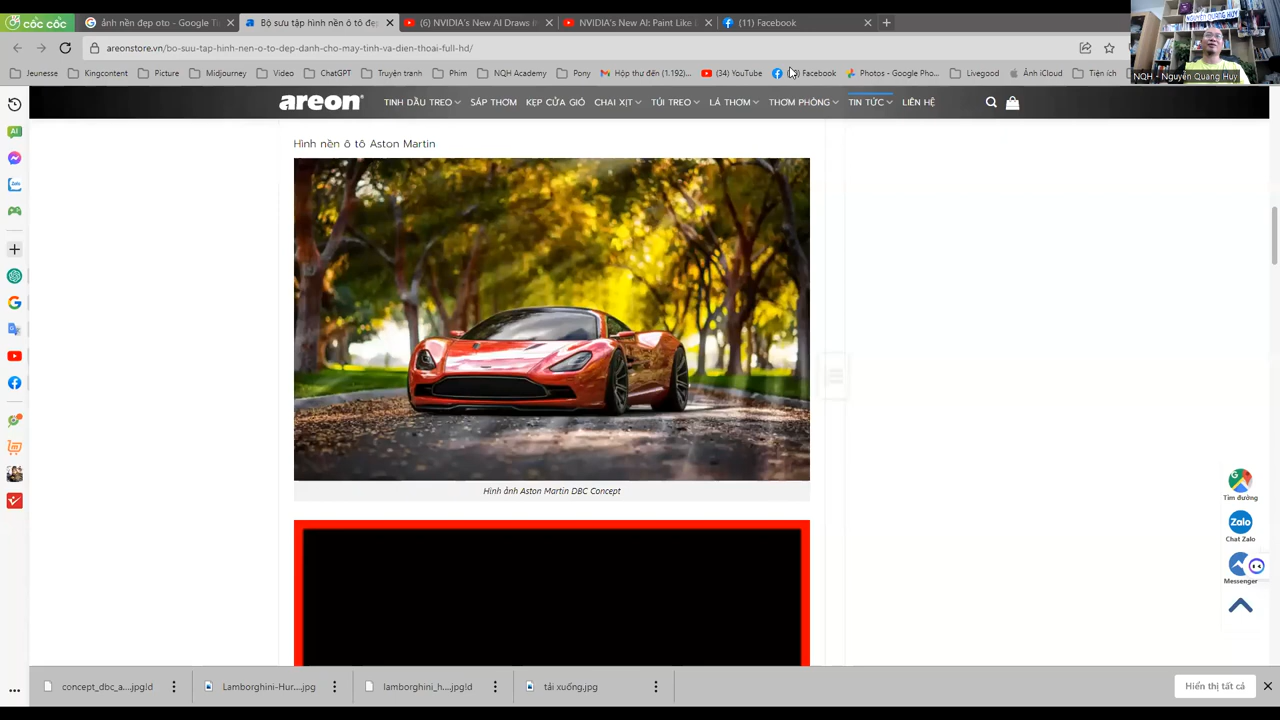 CỐC CỐC
ảnh nền đẹp oto - Google Tì
Bộ sưu tập hình nền ô tô đẹ
(6) NVIDIA's New AI Draws I
NVIDIA's New AI: Paint Like
(11) Facebook
areonstore.vn/bo-suu-tap-hinh-nen-o-to-dep-danh-cho-may-tinh-va-dien-thoai-full-hd/
NQH - Nguyễn Quang Huy
Jeunesse
Kingcontent
Picture
Midjourney
Video
ChatGPT
Truyện tranh
Phim
NQH Academy
Pony
Hộp thư đến (1.192)...
(34) YouTube
Facebook
Photos - Google Pho...
Livegood
Ảnh iCloud
Tiện ích
areon
TINH DẦU TREO
SÁP THƠM
KẸP CỬA GIÓ
CHAI XỊT
TÚI TREO
LÁ THƠM
THƠM PHÒNG
TIN TỨC
LIÊN HỆ
Hình nền ô tô Aston Martin
Hình ảnh Aston Martin DBC Concept
Tìm đường
Zalo
Chat Zalo
Messenger
concept_dbc_a....jpg!d
Lamborghini-Hur....jpg
lamborghini_h....jpg!d
tải xuống.jpg
Hiển thị tất cả